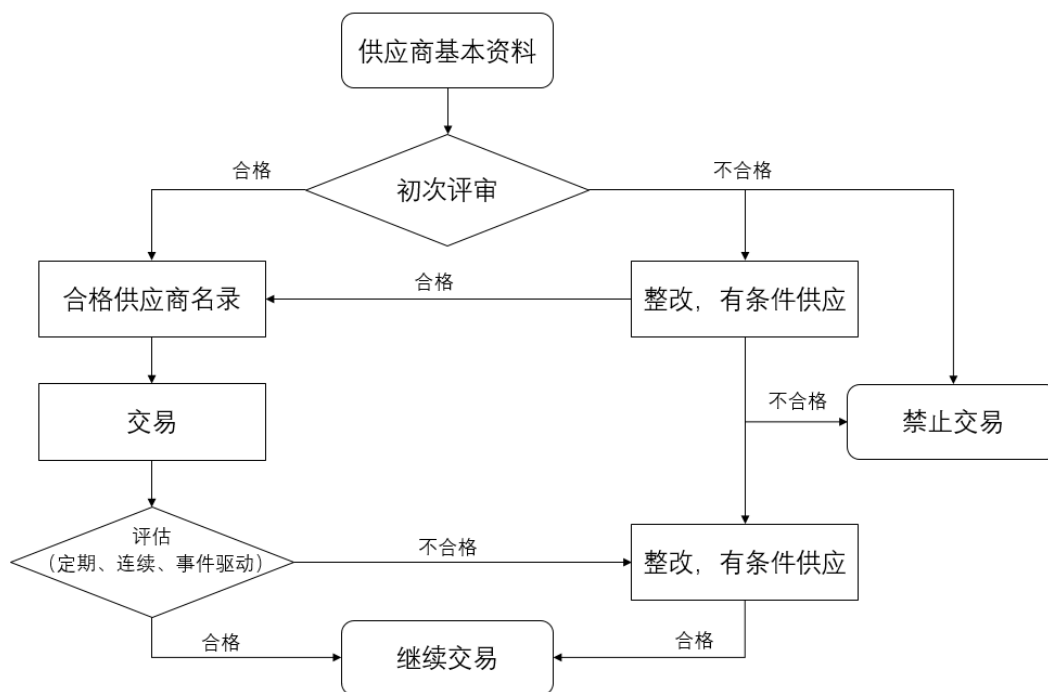 供应商基本资料
合格
初次评审
不合格
合格供应商名录
合格
整改，有条件供应
交易
不合格
禁止交易
评估
（定期、连续、事件驱动）
不合格
整改，有条件供应
合格
继续交易
合格